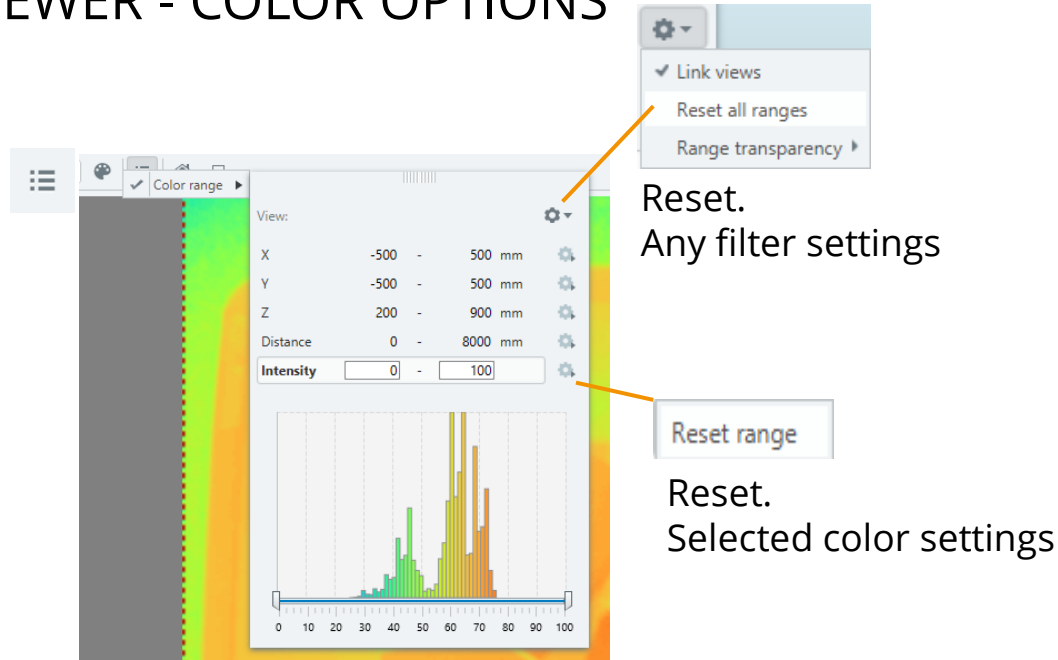 EWER - COLOR OPTIONS
Link views
Reset all ranges
Range transparency
Reset.
Any filter settings
Color range
View:
X -500 - 500 mm
Y -500 - 500 mm
Z 200 - 900 mm
Distance 0 - 8000 mm
Intensity 0 - 100
Reset range
Reset.
Selected color settings
0 10 20 30 40 50 60 70 80 90 100